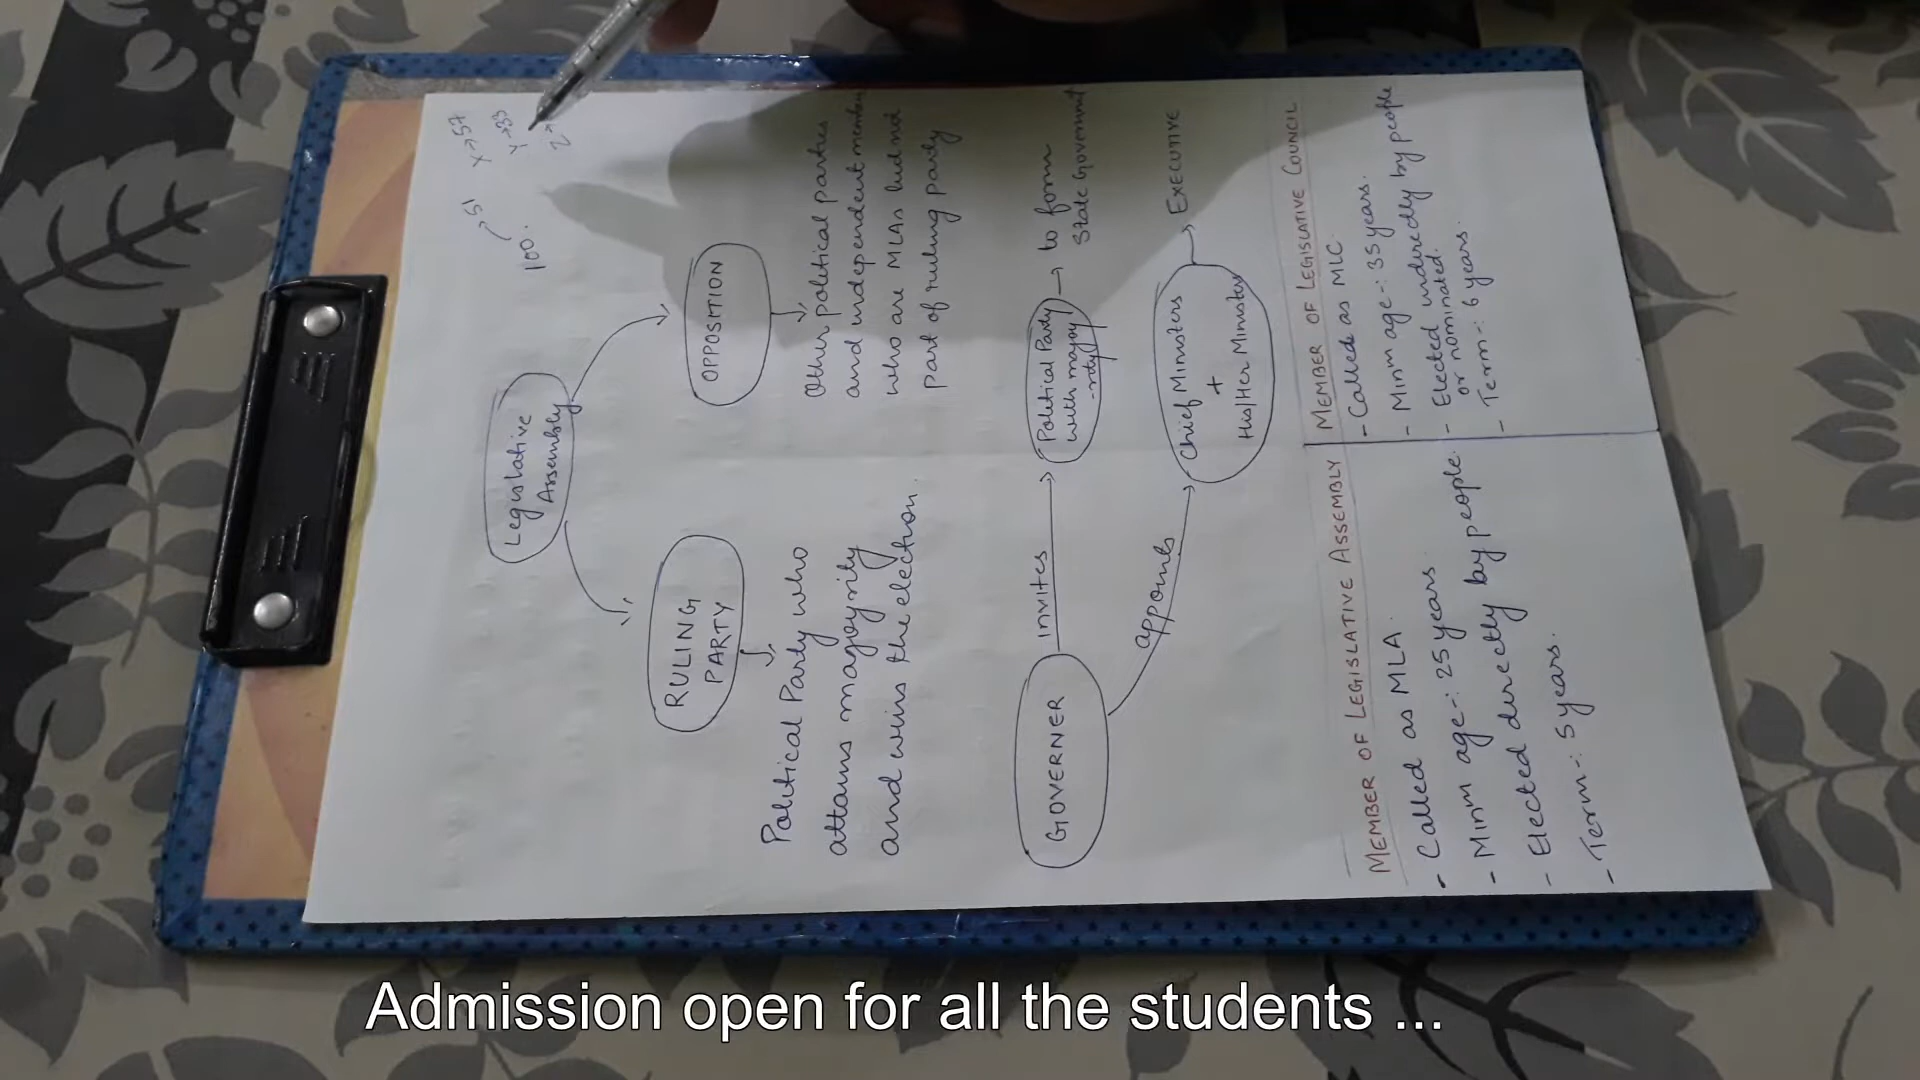 100.
→ 51
X → 57
Y → 33
Legislative
Assembly
RULING
PARTY
OPPOSITION
Political Party who
attains majority
and wins the election.
Other political parties
and independent members
who are MLAs but not
part of ruling party
GOVERNER
invites
Political Party
with majo
-rity
→ to form
State Government
appoints
Chief Ministers
+
His/Her Ministers
→ EXECUTIVE
MEMBER OF LEGISLATIVE ASSEMBLY
- Called as MLA.
- Minm age -: 25 years.
- Elected directly by people.
- Term -: 5 years.
MEMBER OF LEGISLATIVE COUNCIL
- Called as MLC.
- Minm age -: 35 years.
- Elected indirectly by people
or nominated.
- Term -: 6 years.
Admission open for all the students ...